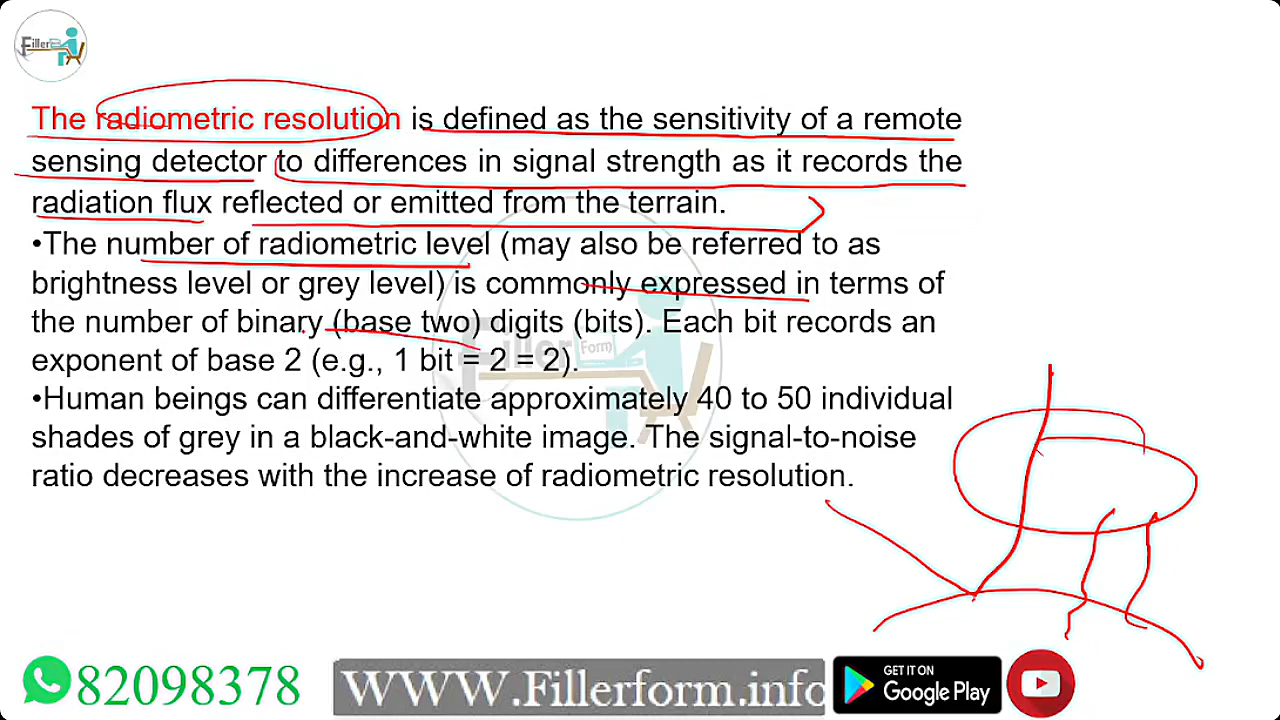 Filler
The radiometric resolution is defined as the sensitivity of a remote
sensing detector to differences in signal strength as it records the
radiation flux reflected or emitted from the terrain.
•The number of radiometric level (may also be referred to as
brightness level or grey level) is commonly expressed in terms of
the number of binary (base two) digits (bits). Each bit records an
exponent of base 2 (e.g., 1 bit = 2 = 2).
Filler Form
•Human beings can differentiate approximately 40 to 50 individual
shades of grey in a black-and-white image. The signal-to-noise
ratio decreases with the increase of radiometric resolution.
82098378
WWW.Fillerform.info
GET IT ON
Google Play